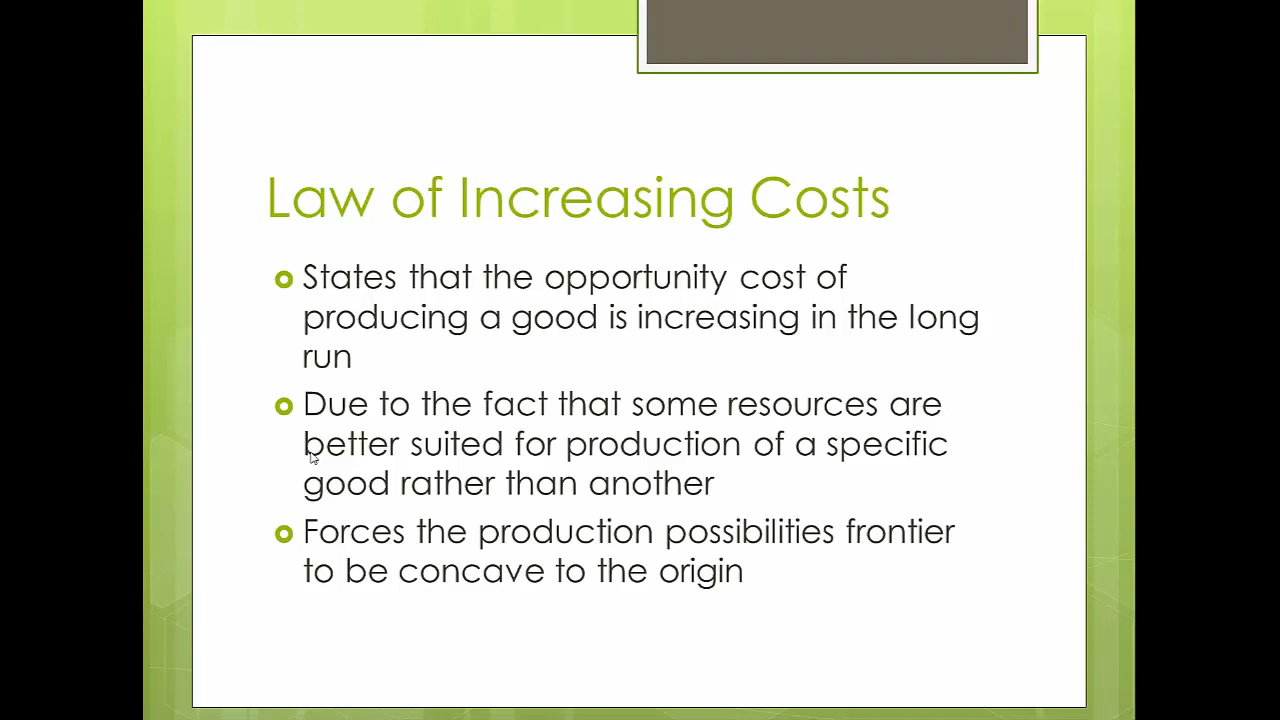 Law of Increasing Costs
States that the opportunity cost of
producing a good is increasing in the long
run
Due to the fact that some resources are
better suited for production of a specific
good rather than another
Forces the production possibilities frontier
to be concave to the origin